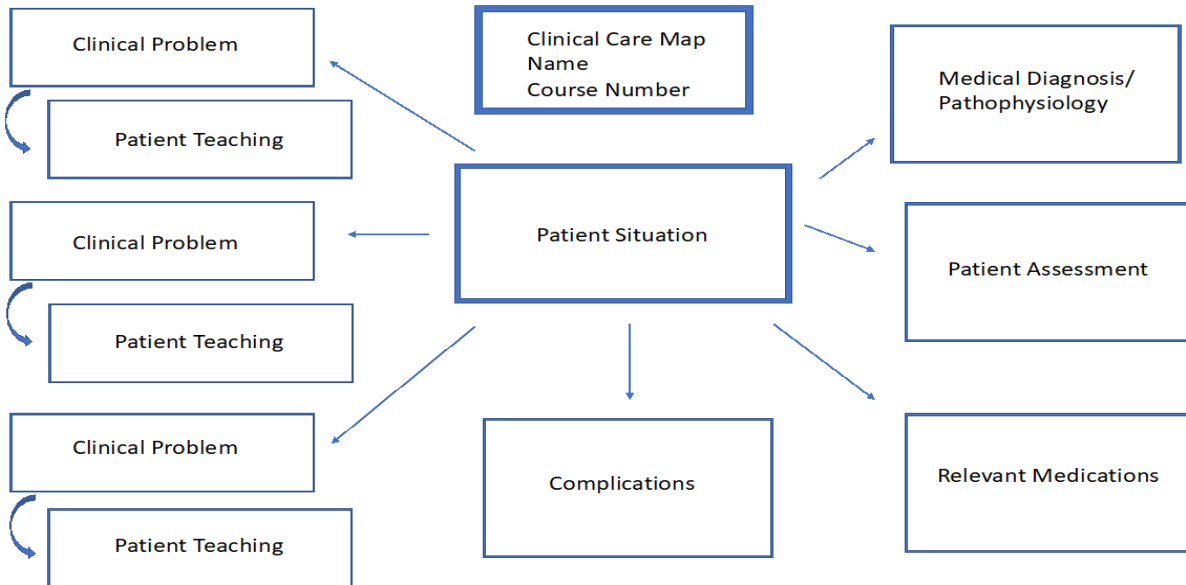 Clinical Care Map
Name
Course Number
Clinical Problem
Patient Teaching
Clinical Problem
Patient Teaching
Clinical Problem
Patient Teaching
Patient Situation
Complications
Medical Diagnosis/
Pathophysiology
Patient Assessment
Relevant Medications